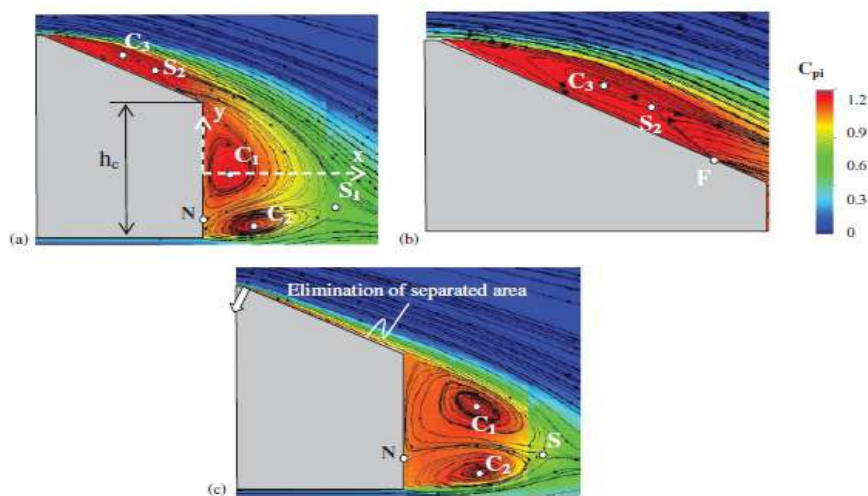 C3
S2
y
hc
C1
x
S1
N
C2
(a)
C3
S2
F
(b)
Cpi
1.2
0.9
0.6
0.3
0
Elimination of separated area
C1
S
N
C2
(c)